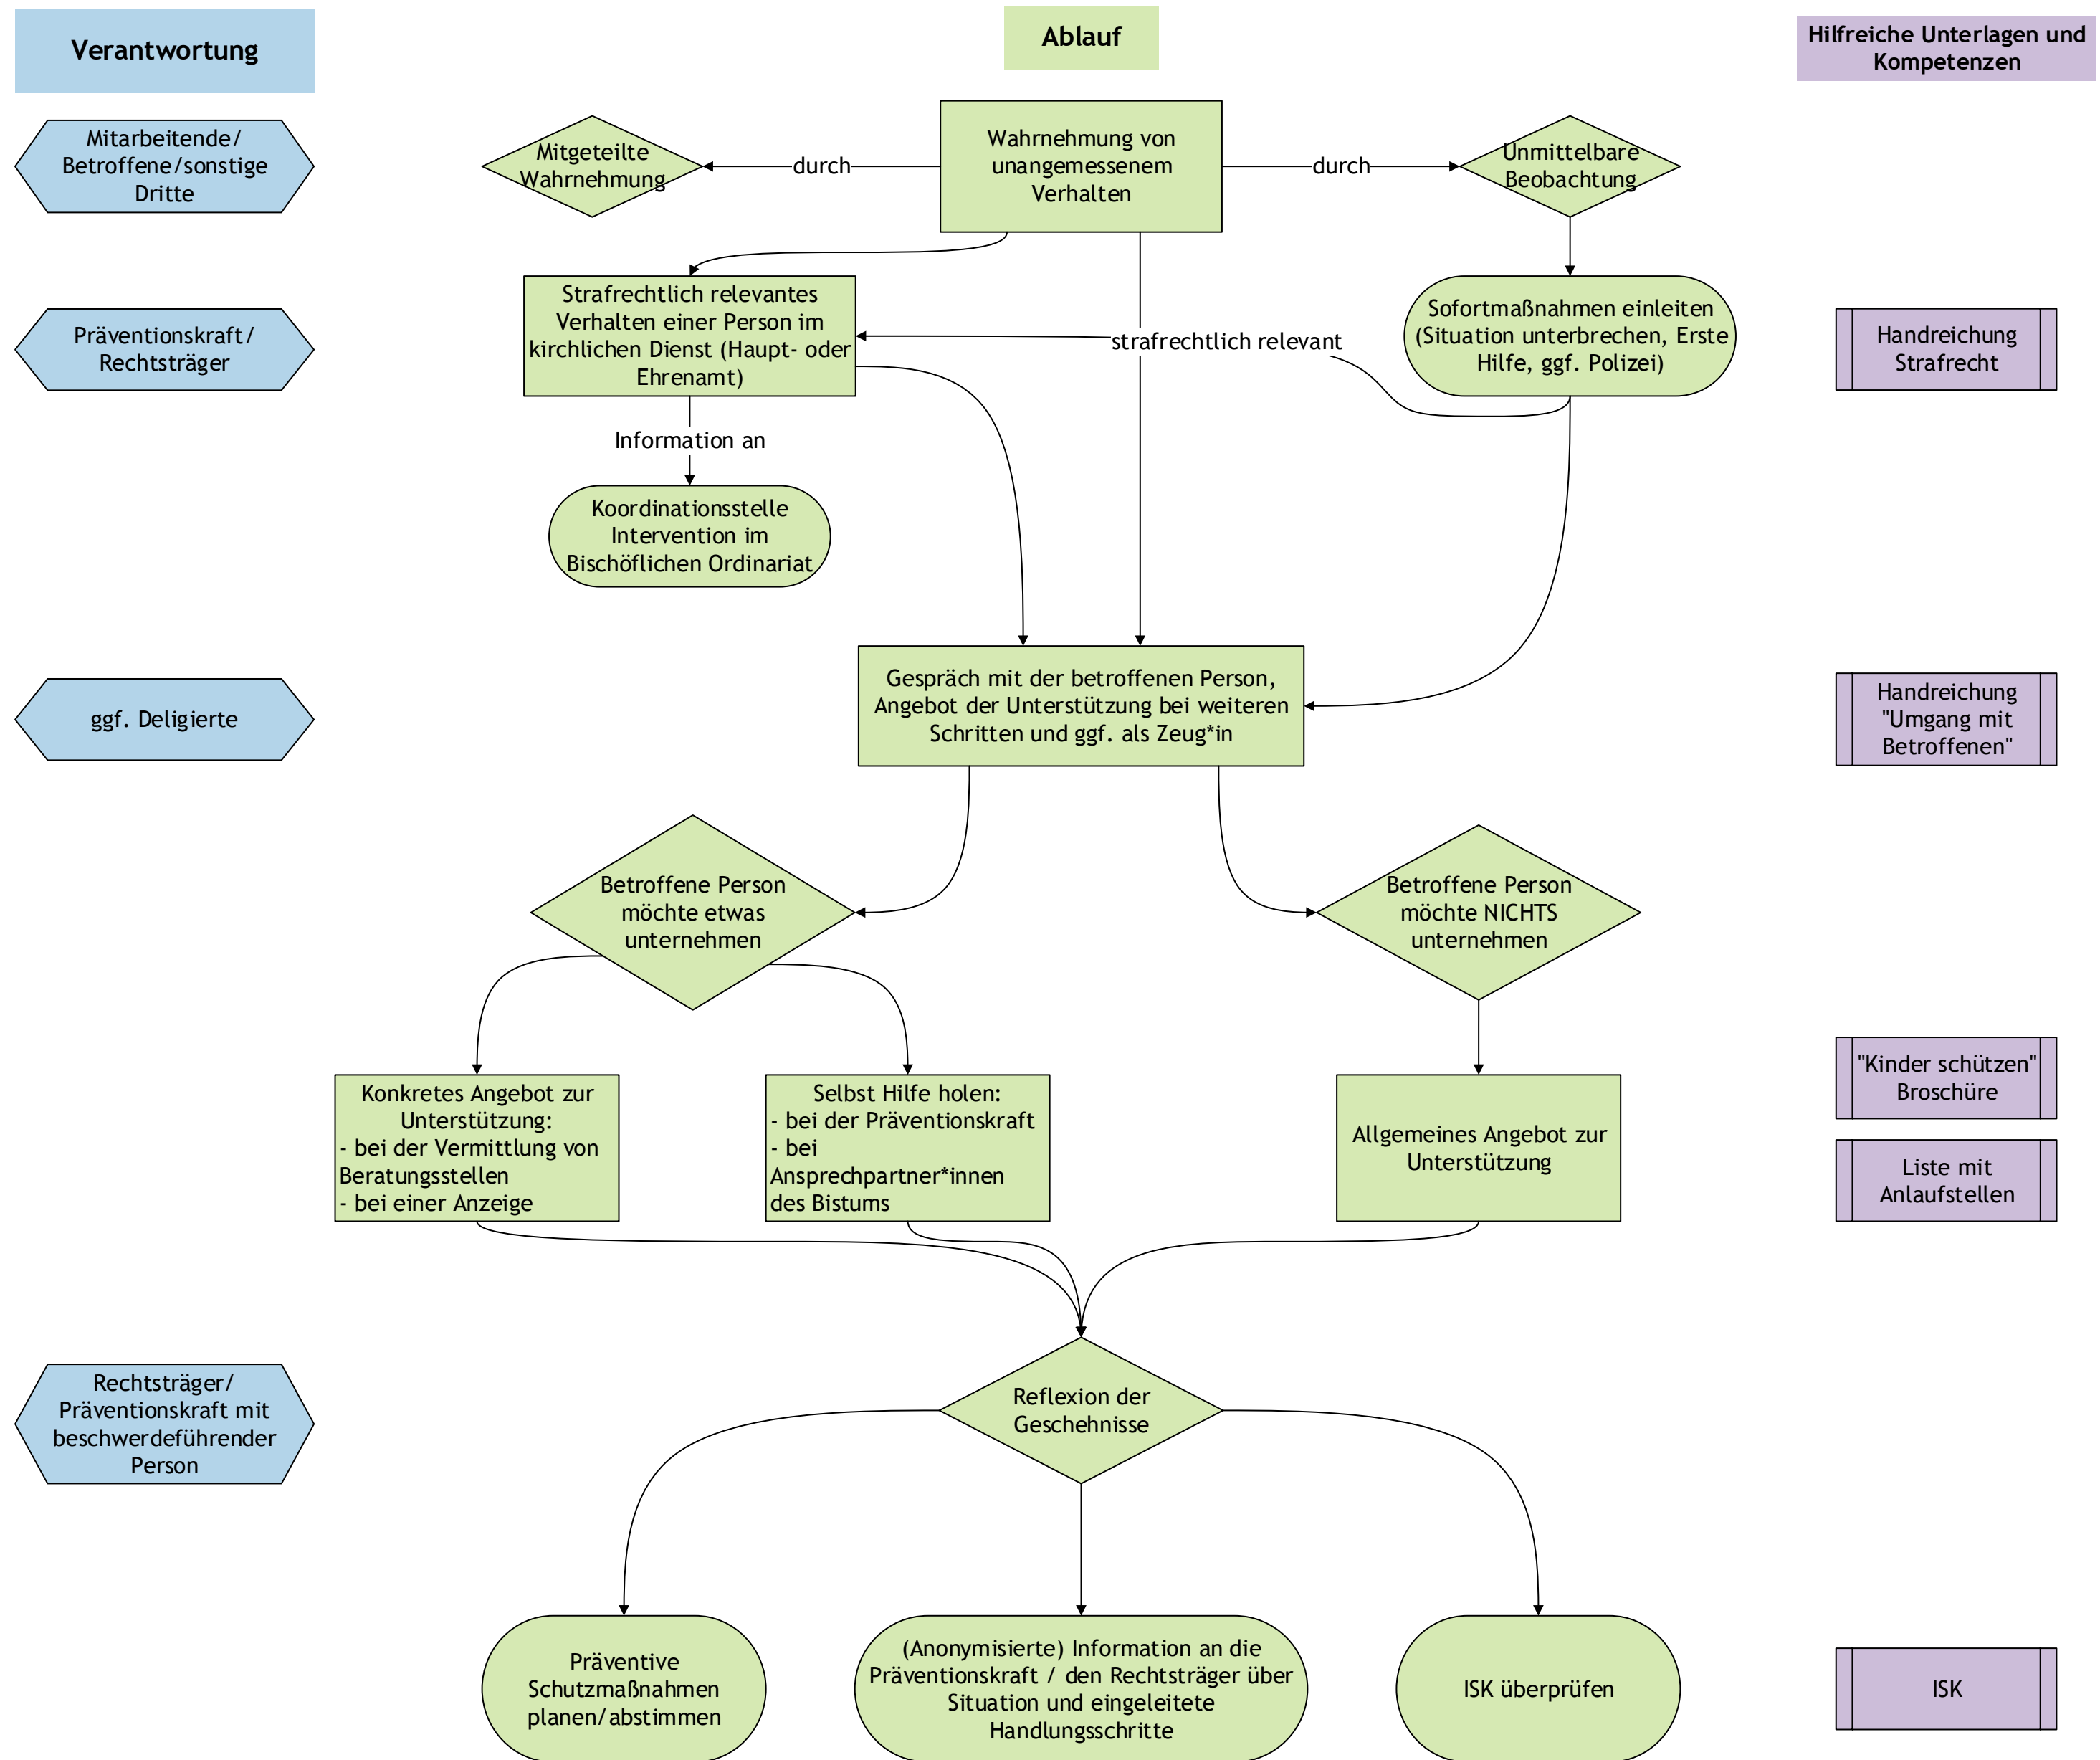 Verantwortung
Ablauf
Hilfreiche Unterlagen und
Kompetenzen
Mitarbeitende/
Betroffene/sonstige
Dritte
Mitgeteilte
Wahrnehmung
durch
Wahrnehmung von
unangemessenem
Verhalten
durch
Unmittelbare
Beobachtung
Präventionskraft/
Rechtsträger
Strafrechtlich relevantes
Verhalten einer Person im
kirchlichen Dienst (Haupt- oder
Ehrenamt)
strafrechtlich relevant
Sofortmaßnahmen einleiten
(Situation unterbrechen, Erste
Hilfe, ggf. Polizei)
Handreichung
Strafrecht
Information an
Koordinationsstelle
Intervention im
Bischöflichen Ordinariat
ggf. Deligierte
Gespräch mit der betroffenen Person,
Angebot der Unterstützung bei weiteren
Schritten und ggf. als Zeug*in
Handreichung
"Umgang mit
Betroffenen"
Betroffene Person
möchte etwas
unternehmen
Betroffene Person
möchte NICHTS
unternehmen
Konkretes Angebot zur
Unterstützung:
- bei der Vermittlung von
Beratungsstellen
- bei einer Anzeige
Selbst Hilfe holen:
- bei der Präventionskraft
- bei
Ansprechpartner*innen
des Bistums
Allgemeines Angebot zur
Unterstützung
"Kinder schützen"
Broschüre
Liste mit
Anlaufstellen
Rechtsträger/
Präventionskraft mit
beschwerdeführender
Person
Reflexion der
Geschehnisse
Präventive
Schutzmaßnahmen
planen/abstimmen
(Anonymisierte) Information an die
Präventionskraft / den Rechtsträger über
Situation und eingeleitete
Handlungsschritte
ISK überprüfen
ISK